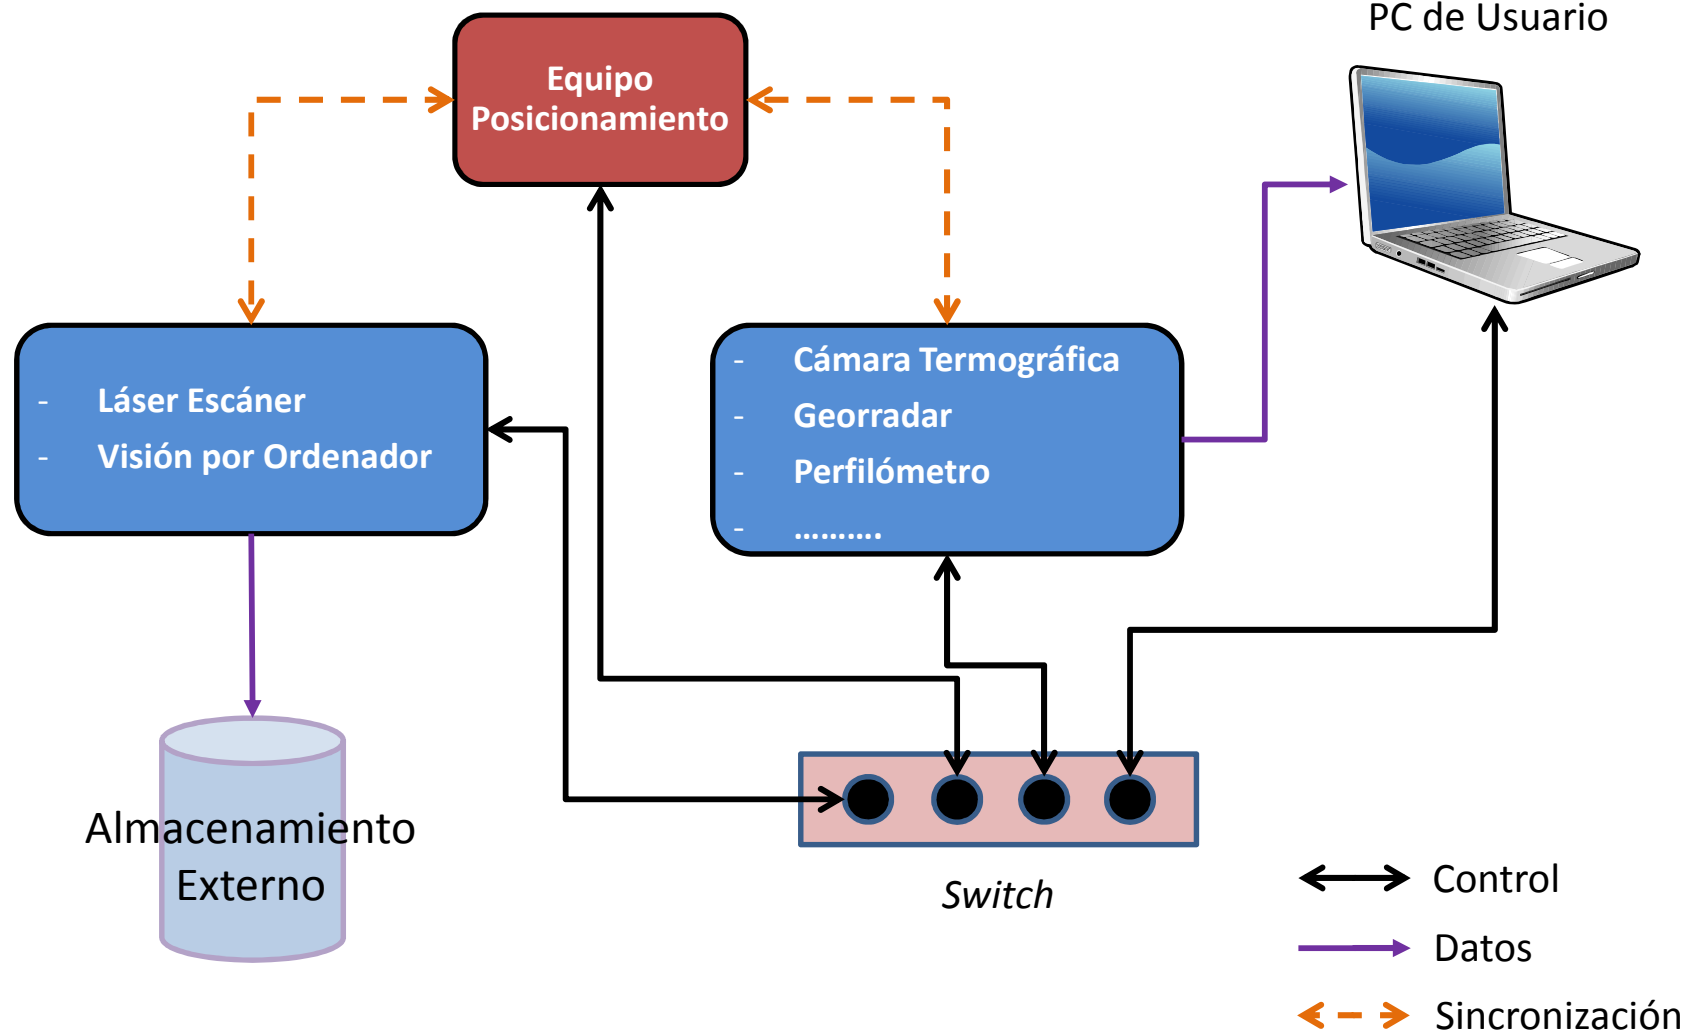 PC de Usuario
Equipo
Posicionamiento
- Láser Escáner
- Visión por Ordenador
- Cámara Termográfica
- Georradar
- Perfilómetro
- ..........
Almacenamiento
Externo
Switch
Control
Datos
Sincronización